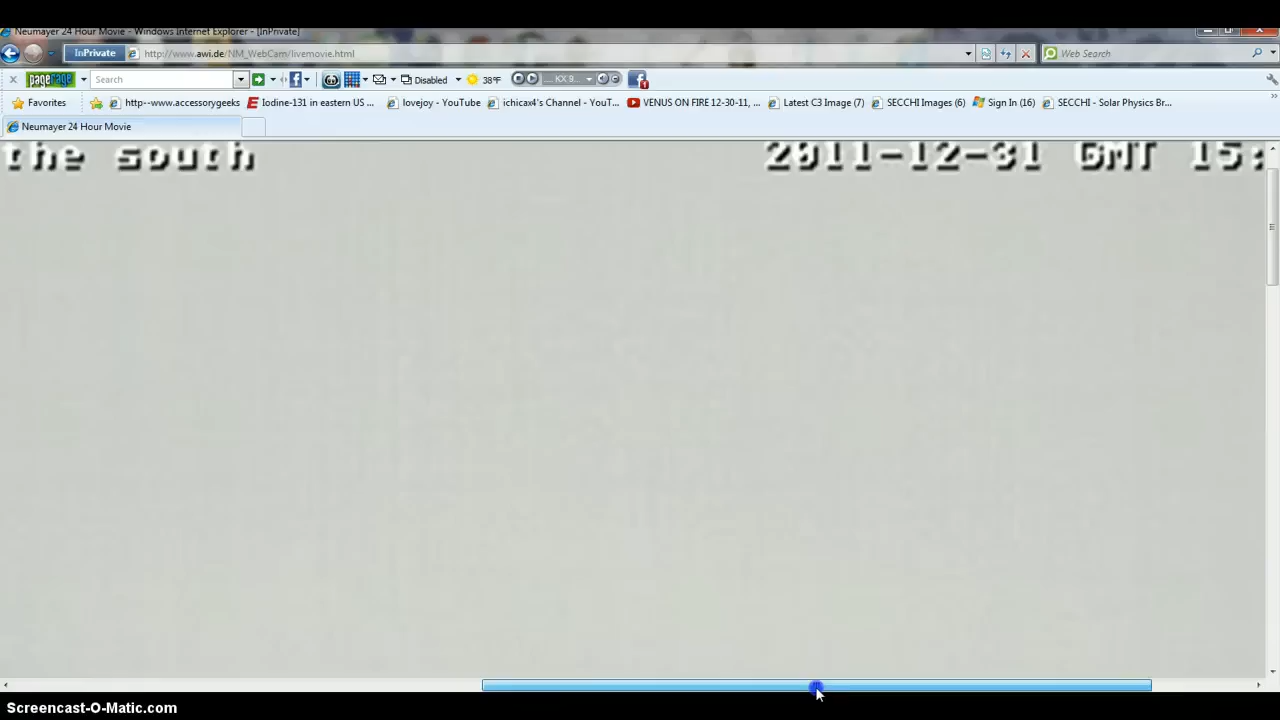 Neumayer 24 Hour Movie - Windows Internet Explorer - [InPrivate]
InPrivate http://www.awi.de/NM_WebCam/livemovie.html Web Search
pagerage Search Disabled 38°F .... KX 9...
Favorites http--www.accessorygeeks Iodine-131 in eastern US ... lovejoy - YouTube ichicax4's Channel - YouT... VENUS ON FIRE 12-30-11, ... Latest C3 Image (7) SECCHI Images (6) Sign In (16) SECCHI - Solar Physics Br...
Neumayer 24 Hour Movie
the south 2011-12-31 GMT 15:
Screencast-O-Matic.com